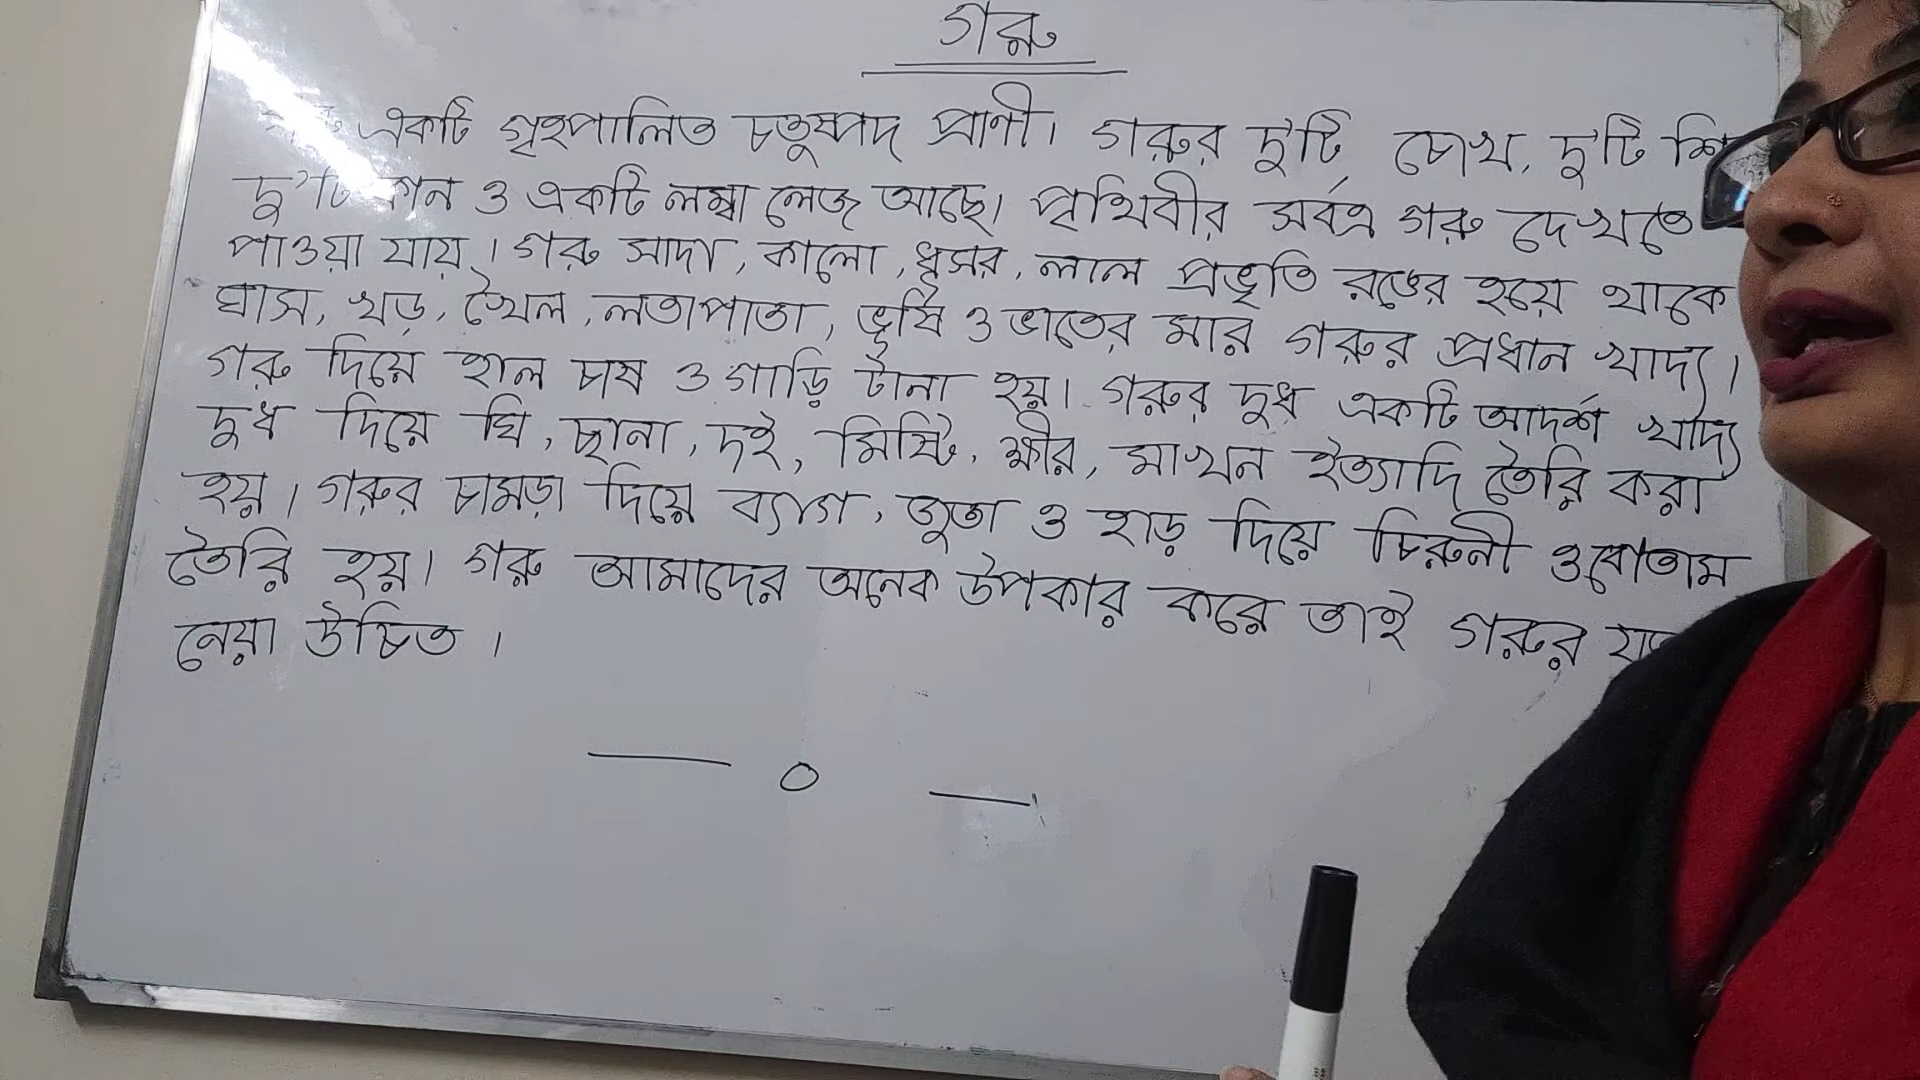 গরু
একটি গৃহপালিত চতুষ্পদ প্রাণী। গরুর দু'টি চোখ, দু'টি
দু'টি কান ও একটি লম্বা লেজ আছে। পৃথিবীর সর্বত্র গরু দেখতে
পাওয়া যায়। গরু সাদা, কালো, ধূসর, লাল প্রভৃতি রঙের হয়ে থাকে
ঘাস, খড়, খৈল, লতাপাতা, ভূষি ও ভাতের মার গরুর প্রধান খাদ্য।
গরু দিয়ে হাল চাষ ও গাড়ি টানা হয়। গরুর দুধ একটি আদর্শ খাদ্য
দুধ দিয়ে ঘি, ছানা, দই, মিষ্টি, ক্ষীর, মাখন ইত্যাদি তৈরি করা
হয়। গরুর চামড়া দিয়ে ব্যাগ, জুতা ও হাড় দিয়ে চিরুনী ও বোতাম
তৈরি হয়। গরু আমাদের অনেক উপকার করে তাই গরুর
নেয়া উচিত।